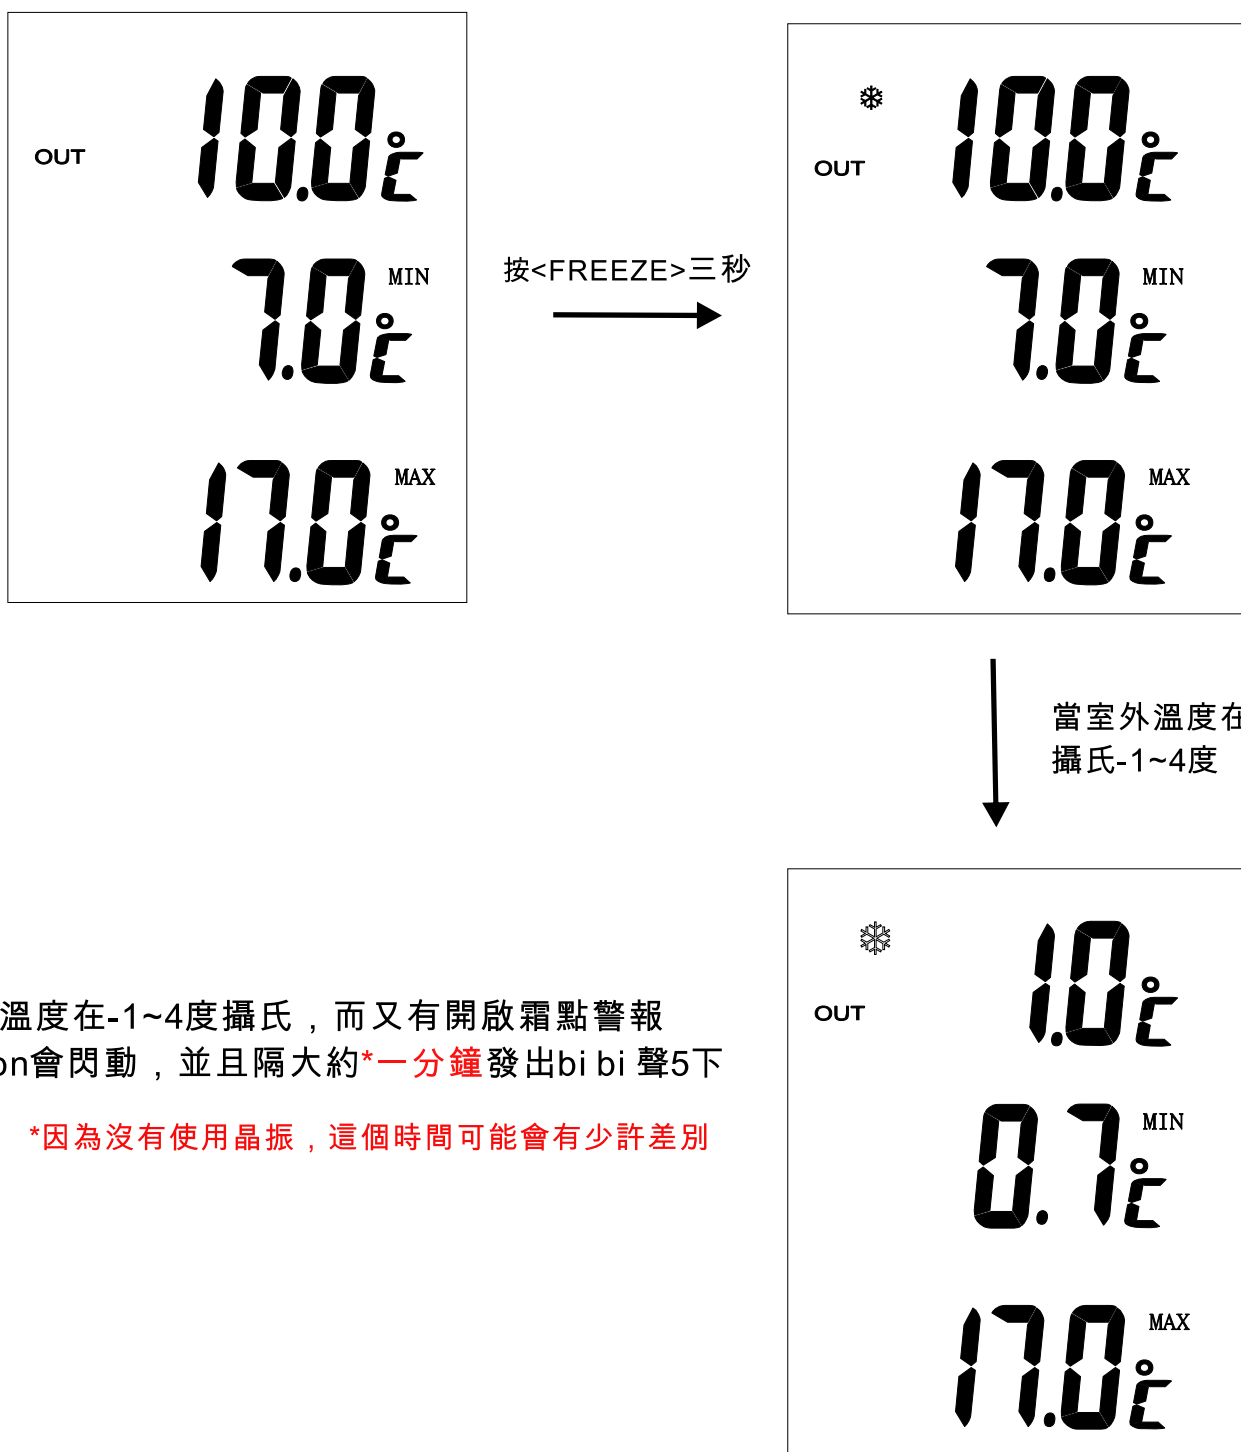 OUT 10.0℃
7.0℃ MIN
17.0℃ MAX
按<FREEZE>三秒
❄
OUT 10.0℃
7.0℃ MIN
17.0℃ MAX
當室外溫度在
攝氏-1~4度
❄
OUT 1.0℃
0.7℃ MIN
17.0℃ MAX
溫度在-1~4度攝氏，而又有開啟霜點警報
on會閃動，並且隔大約*一分鐘發出bi bi 聲5下
*因為沒有使用晶振，這個時間可能會有少許差別